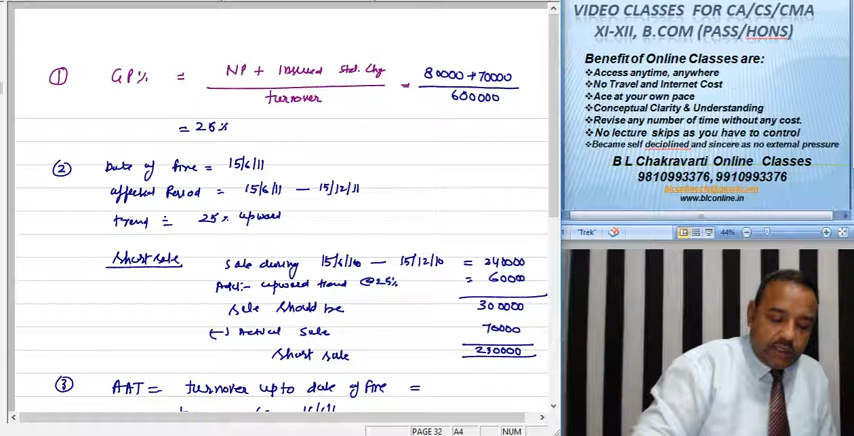 ① GP% = NP + Insured Std. Chg / turnover = 80000 + 70000 / 600000
= 25%
② Date of fire = 15/6/11
affected Period = 15/6/11 — 15/12/11
trend = 25% upward
Short sale
Sale during 15/6/10 — 15/12/10 = 240000
Add:- upward trend @25% = 60000
Sale should be 300000
(-) Actual Sale 70000
Short sale 230000
③ AAT = turnover upto date of fire =
PAGE 32 A4 NUM
VIDEO CLASSES FOR CA/CS/CMA
XI-XII, B.COM (PASS/HONS)
Benefit of Online Classes are:
❖Access anytime, anywhere
❖No Travel and Internet Cost
❖Ace at your own pace
❖Conceptual Clarity & Understanding
❖Revise any number of time without any cost.
❖No lecture skips as you have to control
❖Became self deciplined and sincere as no external pressure
B L Chakravarti Online Classes
9810993376, 9910993376
www.blconline.in
"Trek" 44%